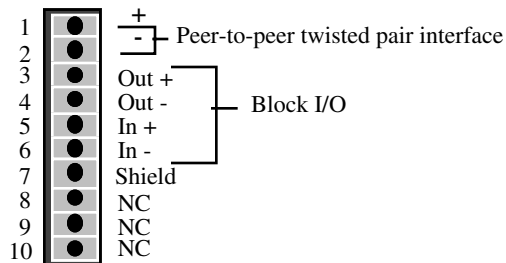 1 +
- Peer-to-peer twisted pair interface
2
3 Out +
4 Out - Block I/O
5 In +
6 In -
7 Shield
8 NC
9 NC
10 NC